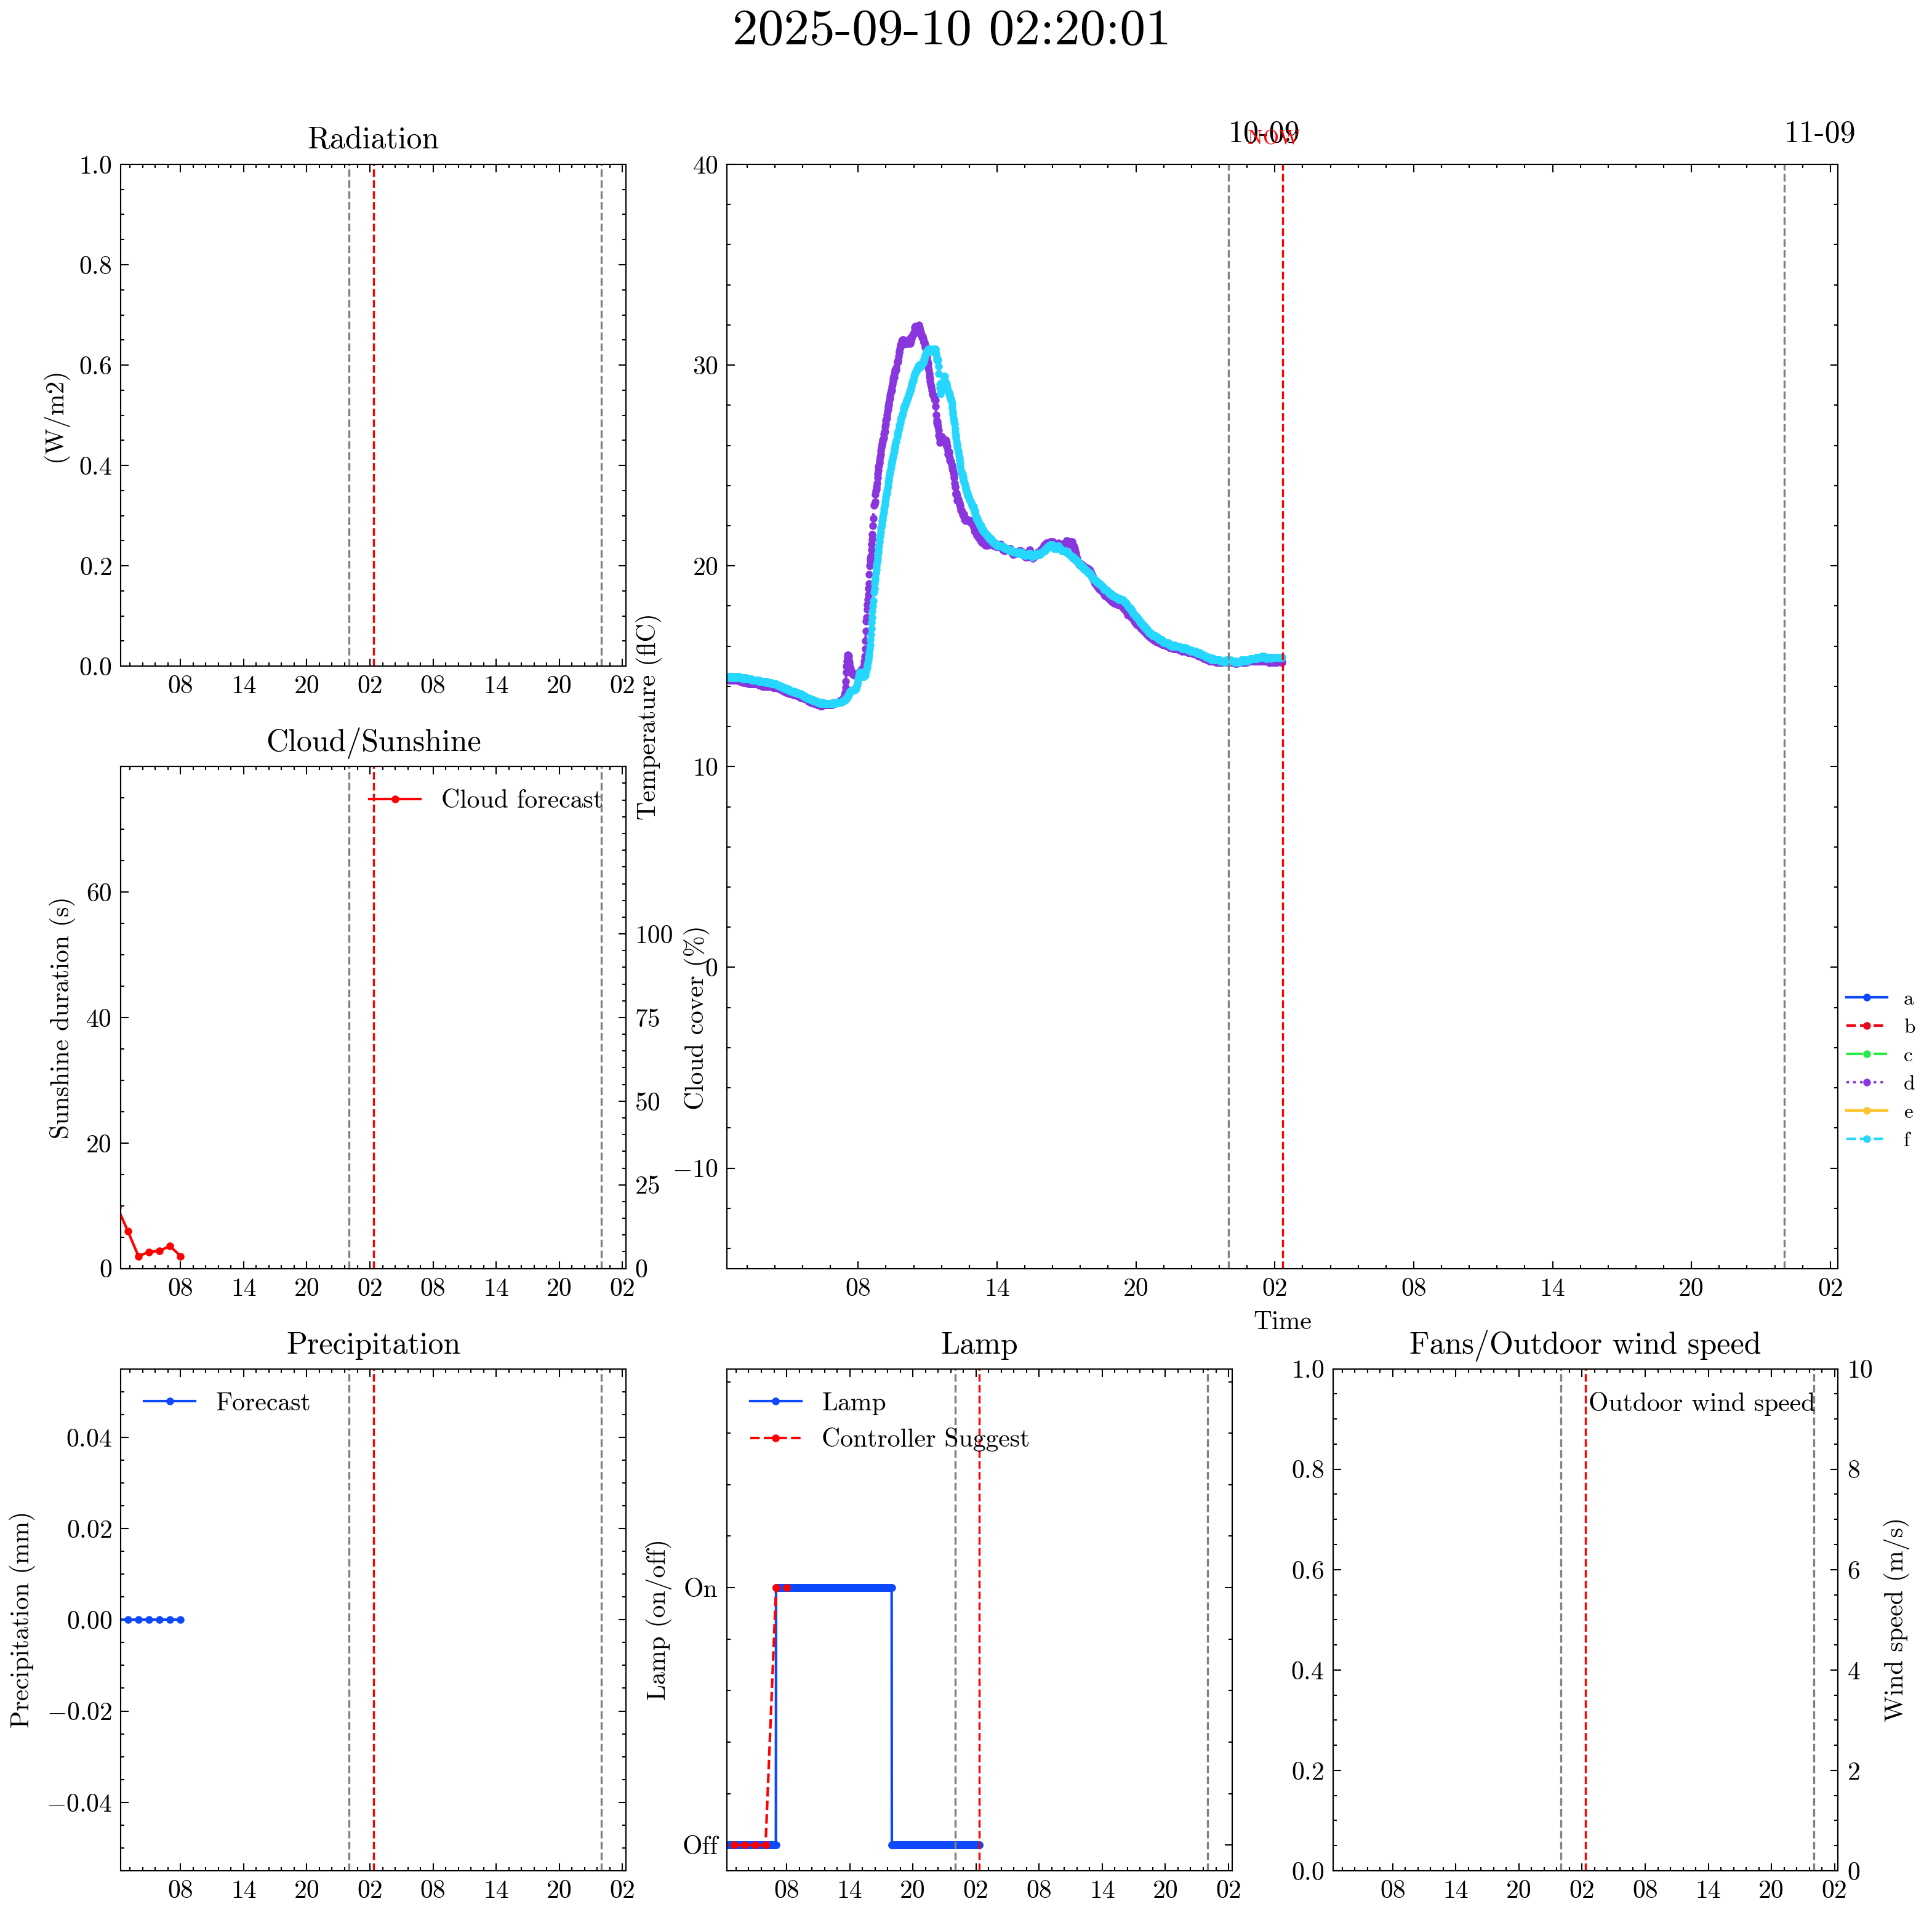 2025-09-10 02:20:01
Radiation
1.0
0.8
0.6
0.4
0.2
0.0
(W/m2)
08 14 20 02 08 14 20 02
10-09
NOW
11-09
40
30
20
10
0
−10
Temperature (flC)
08 14 20 02 08 14 20 02
Time
a
b
c
d
e
f
Cloud/Sunshine
Cloud forecast
60
40
20
0
Sunshine duration (s)
100
75
50
25
0
Cloud cover (%)
08 14 20 02 08 14 20 02
Precipitation
Forecast
0.04
0.02
0.00
−0.02
−0.04
Precipitation (mm)
08 14 20 02 08 14 20 02
Lamp
Lamp
Controller Suggest
On
Off
Lamp (on/off)
08 14 20 02 08 14 20 02
Fans/Outdoor wind speed
Outdoor wind speed
1.0
0.8
0.6
0.4
0.2
0.0
10
8
6
4
2
0
Wind speed (m/s)
08 14 20 02 08 14 20 02